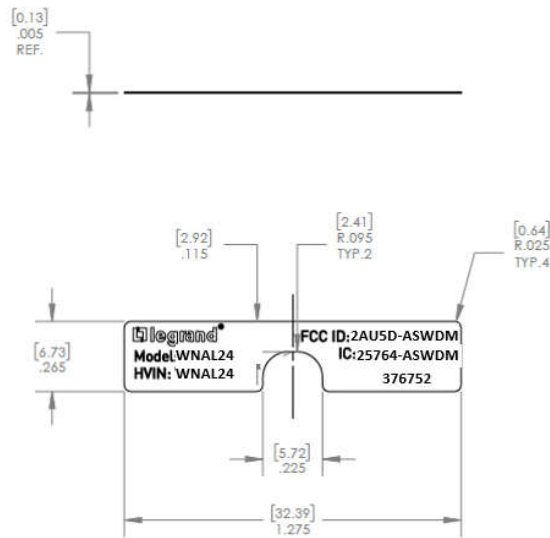 [0.13]
.005
REF.
[2.92]
.115
[2.41]
R.095
TYP.2
[0.64]
R.025
TYP.4
[6.73]
.265
legrand®
Model:WNAL24
HVIN: WNAL24
FCC ID:2AU5D-ASWDM
IC:25764-ASWDM
376752
[5.72]
.225
[32.39]
1.275